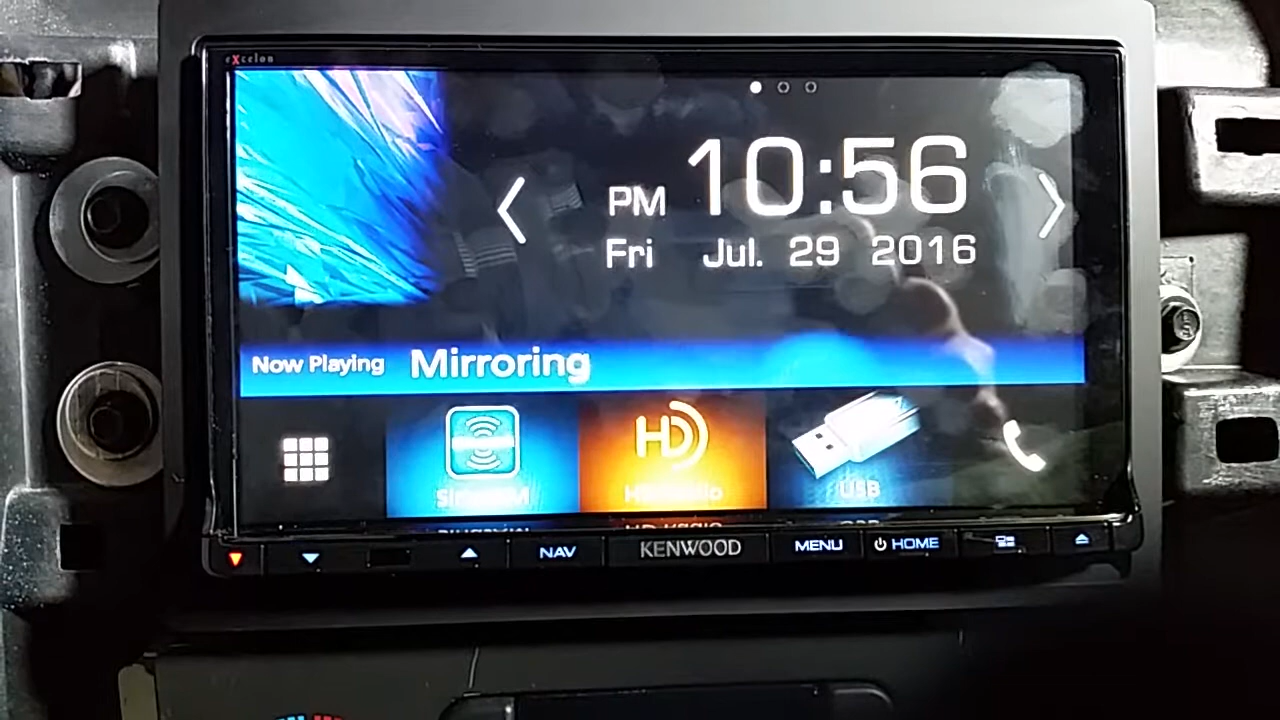 eXcelon
PM 10:56
Fri Jul. 29 2016
Now Playing Mirroring
HD
USB
NAV KENWOOD MENU HOME